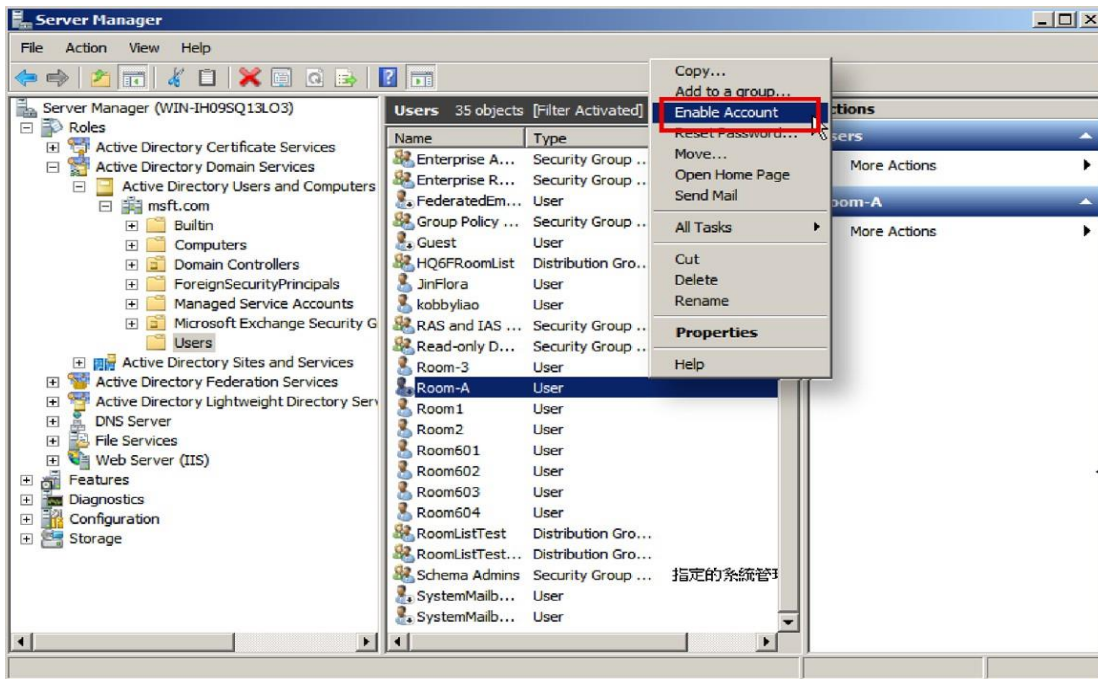 Server Manager
File Action View Help
Server Manager (WIN-IH09SQ13LO3)
Roles
Active Directory Certificate Services
Active Directory Domain Services
Active Directory Users and Computers
msft.com
Builtin
Computers
Domain Controllers
ForeignSecurityPrincipals
Managed Service Accounts
Microsoft Exchange Security G
Users
Active Directory Sites and Services
Active Directory Federation Services
Active Directory Lightweight Directory Serv
DNS Server
File Services
Web Server (IIS)
Features
Diagnostics
Configuration
Storage
Users 35 objects [Filter Activated]
Name Type
Enterprise A... Security Group ..
Enterprise R... Security Group ..
FederatedEm... User
Group Policy ... Security Group ..
Guest User
HQ6FRoomList Distribution Gro..
JinFlora User
kobbyliao User
RAS and IAS ... Security Group ..
Read-only D... Security Group ..
Room-3 User
Room-A User
Room1 User
Room2 User
Room601 User
Room602 User
Room603 User
Room604 User
RoomListTest Distribution Gro...
RoomListTest... Distribution Gro...
Schema Admins Security Group ... 指定的系統管理
SystemMailb... User
SystemMailb... User
Copy...
Add to a group...
Enable Account
Reset Password...
Move...
Open Home Page
Send Mail
All Tasks
Cut
Delete
Rename
Properties
Help
ctions
sers
More Actions
oom-A
More Actions